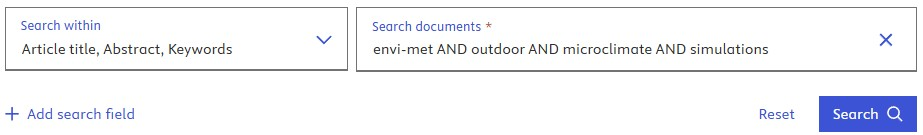 Search within
Article title, Abstract, Keywords
Search documents *
envi-met AND outdoor AND microclimate AND simulations
Add search field
Reset
Search